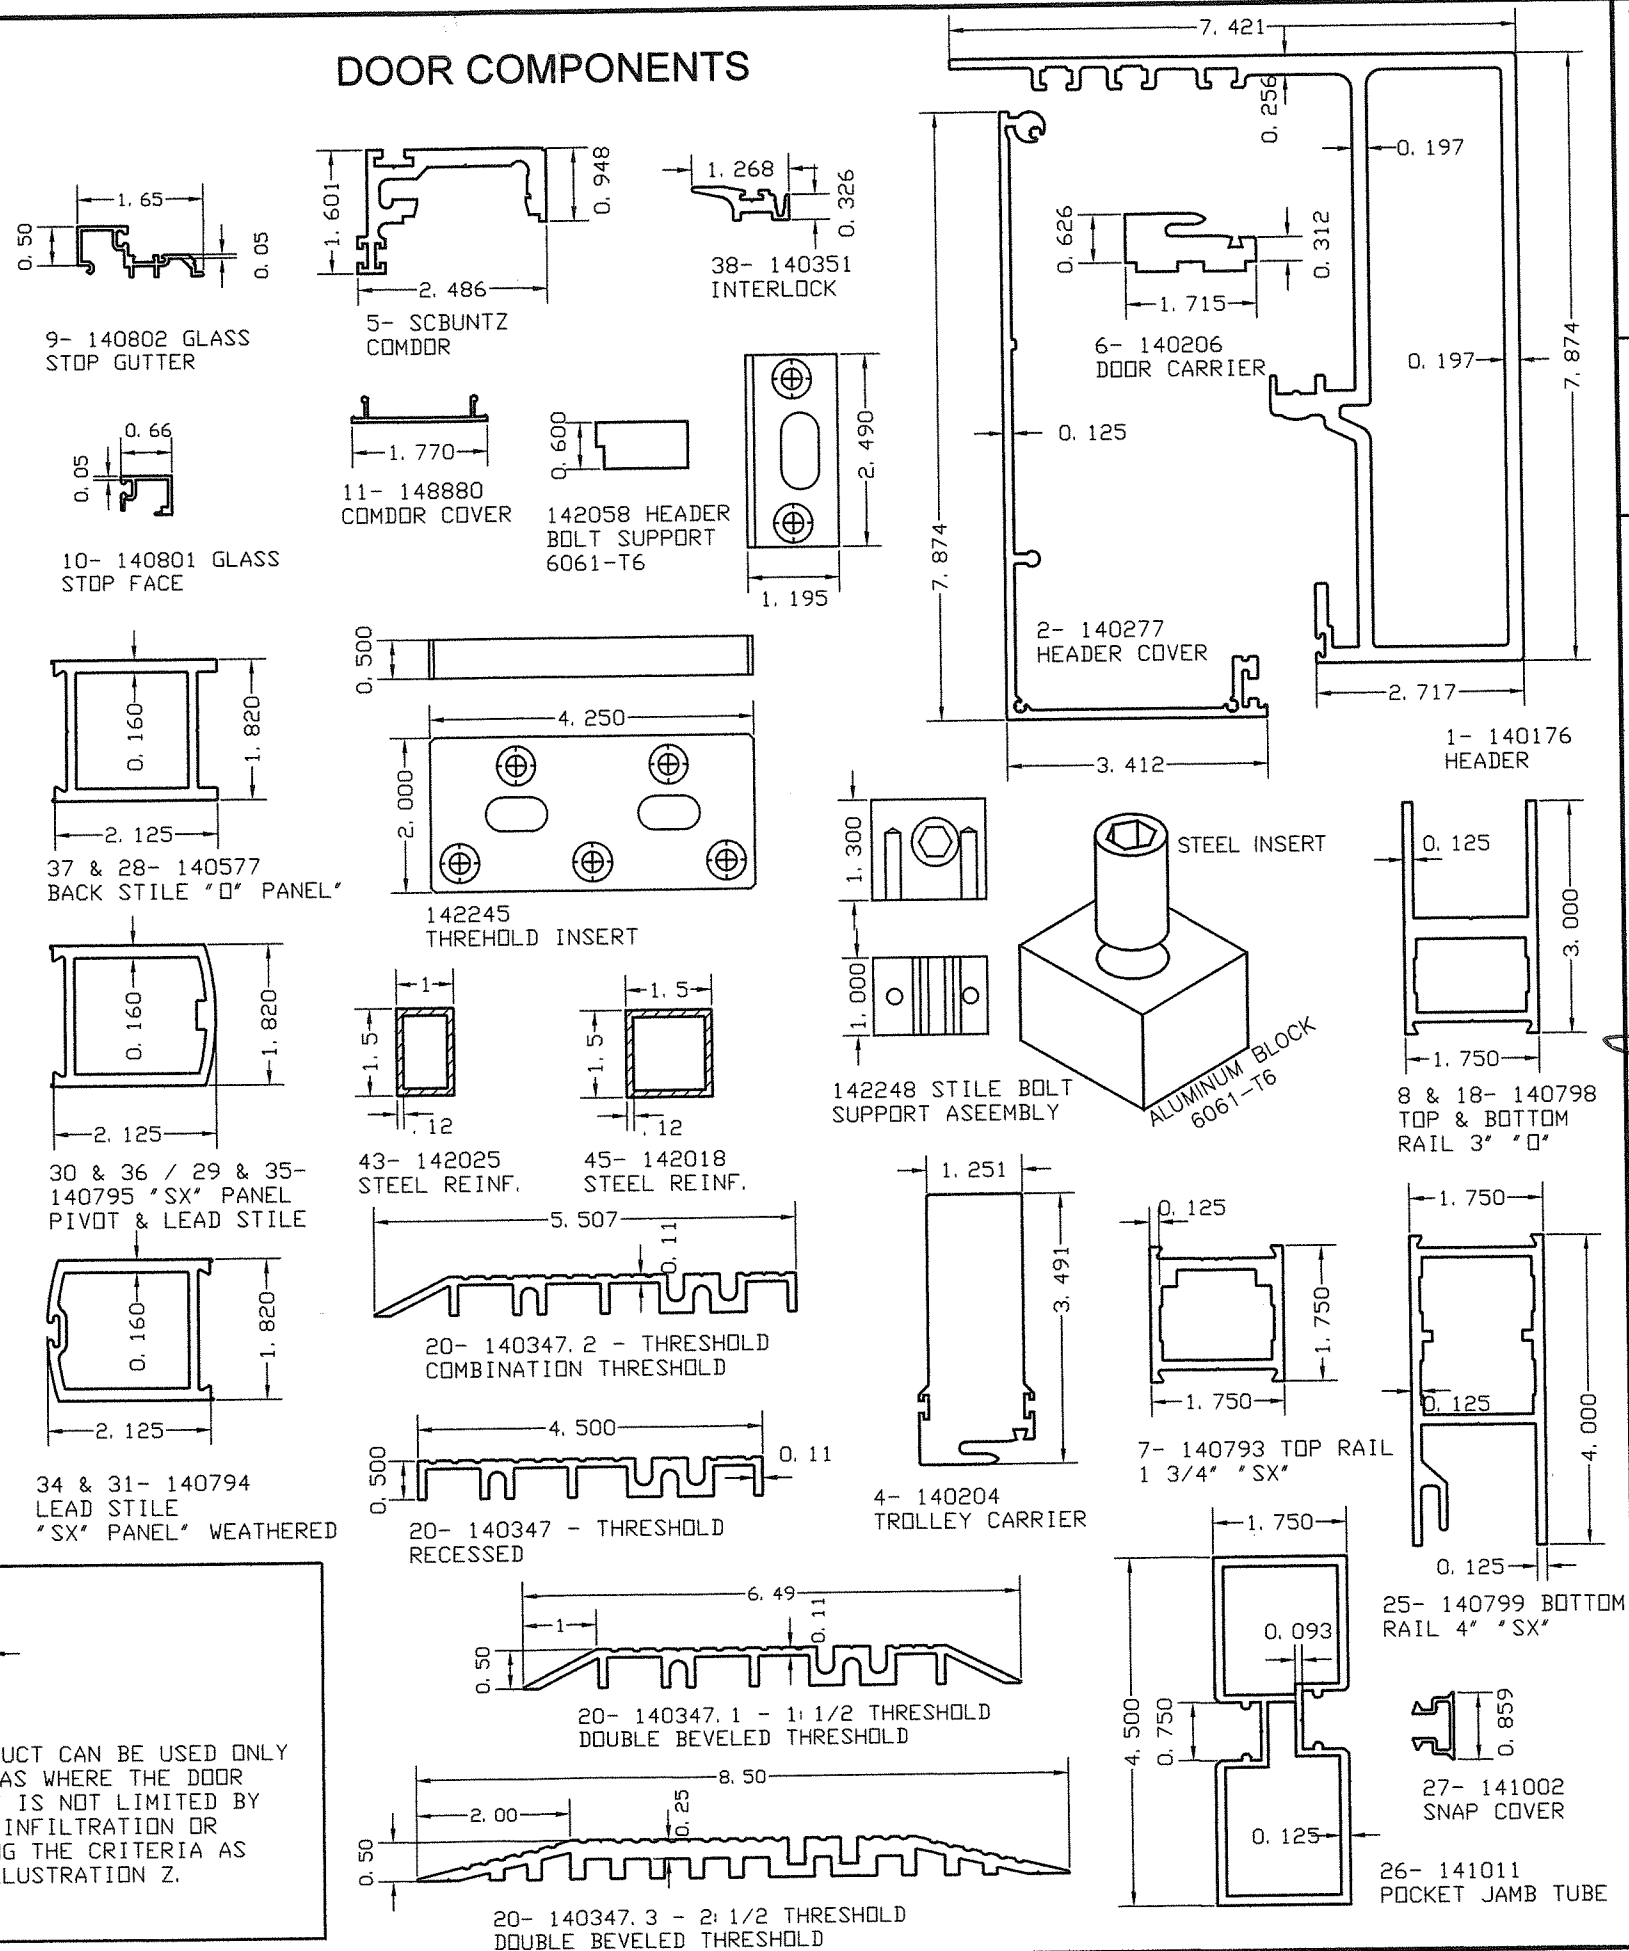 DOOR COMPONENTS
7.421
0.256
0.197
7.874
0.197
2.717
1- 140176
HEADER
1.65
0.50
0.05
9- 140802 GLASS
STOP GUTTER
1.601
0.948
2.486
5- SCBUNTZ
COMDOR
1.268
0.326
38- 140351
INTERLOCK
0.626
0.312
1.715
6- 140206
DOOR CARRIER
0.66
0.05
10- 140801 GLASS
STOP FACE
1.770
11- 148880
COMDOR COVER
0.600
142058 HEADER
BOLT SUPPORT
6061-T6
2.490
1.195
7.874
0.125
2- 140277
HEADER COVER
3.412
0.160
1.820
2.125
37 & 28- 140577
BACK STILE "O" PANEL"
0.500
4.250
2.000
142245
THREHOLD INSERT
1.300
1.000
142248 STILE BOLT
SUPPORT ASEEMBLY
STEEL INSERT
ALUMINUM BLOCK
6061-T6
0.125
3.000
1.750
8 & 18- 140798
TOP & BOTTOM
RAIL 3" "O"
0.160
1.820
2.125
30 & 36 / 29 & 35-
140795 "SX" PANEL
PIVOT & LEAD STILE
1
1.5
.12
43- 142025
STEEL REINF.
1.5
1.5
.12
45- 142018
STEEL REINF.
5.507
0.11
20- 140347.2 - THRESHOLD
COMBINATION THRESHOLD
1.251
3.491
4- 140204
TROLLEY CARRIER
0.125
1.750
1.750
7- 140793 TOP RAIL
1 3/4" "SX"
1.750
0.125
4.000
0.125
25- 140799 BOTTOM
RAIL 4" "SX"
0.160
1.820
2.125
34 & 31- 140794
LEAD STILE
"SX" PANEL" WEATHERED
4.500
0.500
0.11
20- 140347 - THRESHOLD
RECESSED
6.49
1
0.11
0.50
20- 140347.1 - 1:1/2 THRESHOLD
DOUBLE BEVELED THRESHOLD
1.750
0.093
4.500
0.750
0.125
26- 141011
POCKET JAMB TUBE
0.859
27- 141002
SNAP COVER
8.50
2.00
0.25
0.50
20- 140347.3 - 2:1/2 THRESHOLD
DOUBLE BEVELED THRESHOLD
UCT CAN BE USED ONLY
AS WHERE THE DOOR
IS NOT LIMITED BY
INFILTRATION OR
G THE CRITERIA AS
LUSTRATION Z.